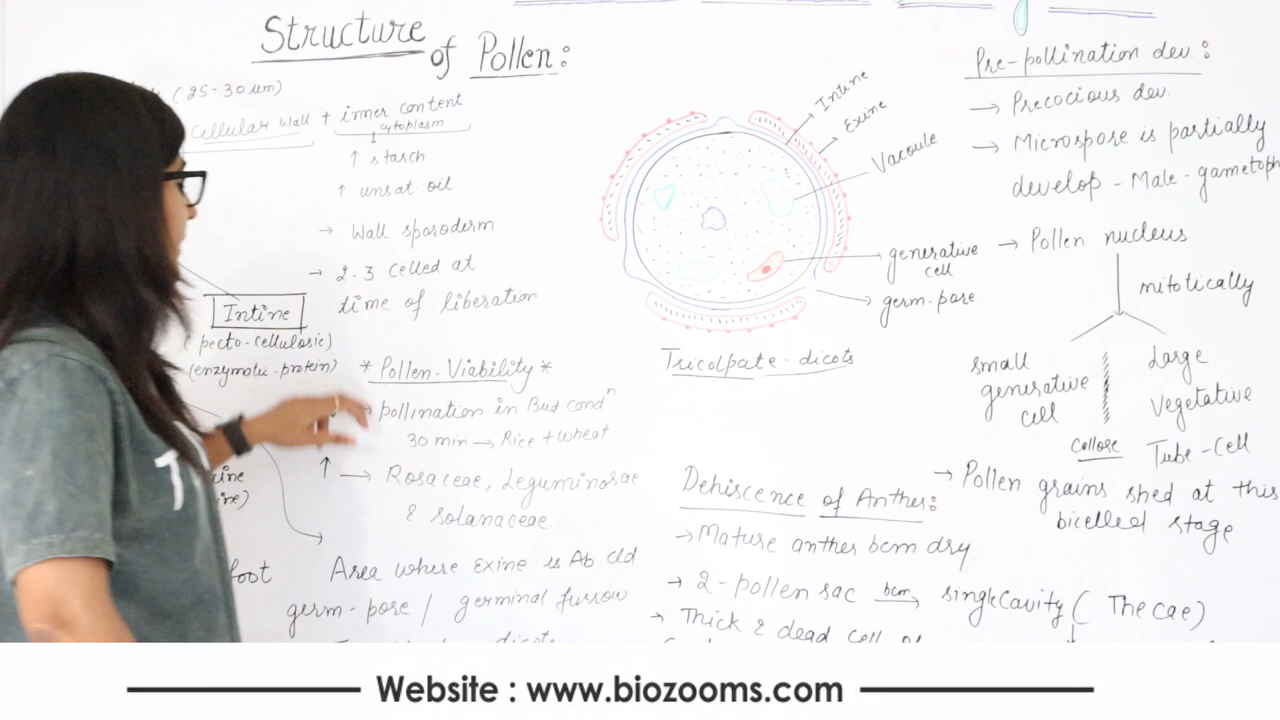 Structure
of Pollen:
(25-30 um)
cellular wall + inner content
cytoplasm
↑ starch
↑ unsat oil
→ Wall sporoderm
→ 2-3 celled at
time of liberation
Intine
(pecto-cellulosic)
(enzymatic-protein)
* Pollen-Viability *
→ pollination in Bud condⁿ
30 min → Rice + wheat
↑ → Rosaceae, Leguminosae
& solanaceae.
foot
Area where Exine is Ab cld
germ-pore / germinal furrow
dicots
Intine
Exine
Vacoule
generative
cell
germ-pore
Tricolpate-dicots
Dehiscence of Anther:
→ Mature anther bcm dry.
→ 2-pollen sac bcm → single cavity (Thecae)
→ Thick & dead cell of
Pre-pollination dev.:
→ Precocious dev.
→ Microspose is partially
develop - Male-gametoph
→ Pollen nucleus
mitotically
small
generative
cell
callose
Large
Vegetative
Tube-Cell
→ Pollen grains shed at this
bicelled stage
Website : www.biozooms.com